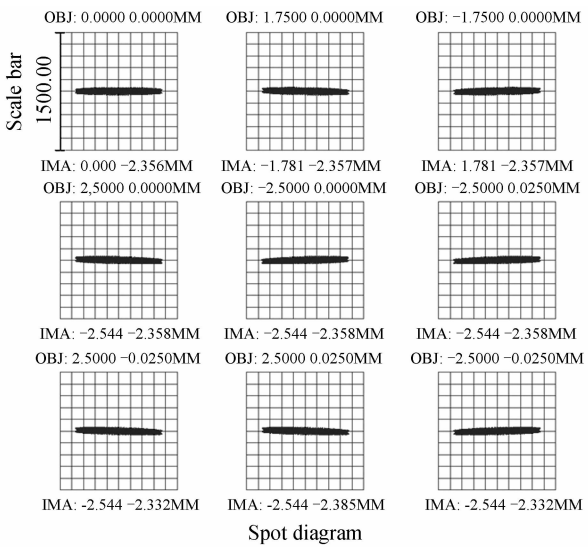 OBJ: 0.0000 0.0000MM
OBJ: 1.7500 0.0000MM
OBJ: −1.7500 0.0000MM
Scale bar
1500.00
IMA: 0.000 −2.356MM
IMA: −1.781 −2.357MM
IMA: 1.781 −2.357MM
OBJ: 2,5000 0.0000MM
OBJ: −2.5000 0.0000MM
OBJ: −2.5000 0.0250MM
IMA: −2.544 −2.358MM
IMA: −2.544 −2.358MM
IMA: −2.544 −2.358MM
OBJ: 2.5000 −0.0250MM
OBJ: 2.5000 0.0250MM
OBJ: −2.5000 −0.0250MM
IMA: -2.544 −2.332MM
IMA: -2.544 −2.385MM
IMA: -2.544 −2.332MM
Spot diagram